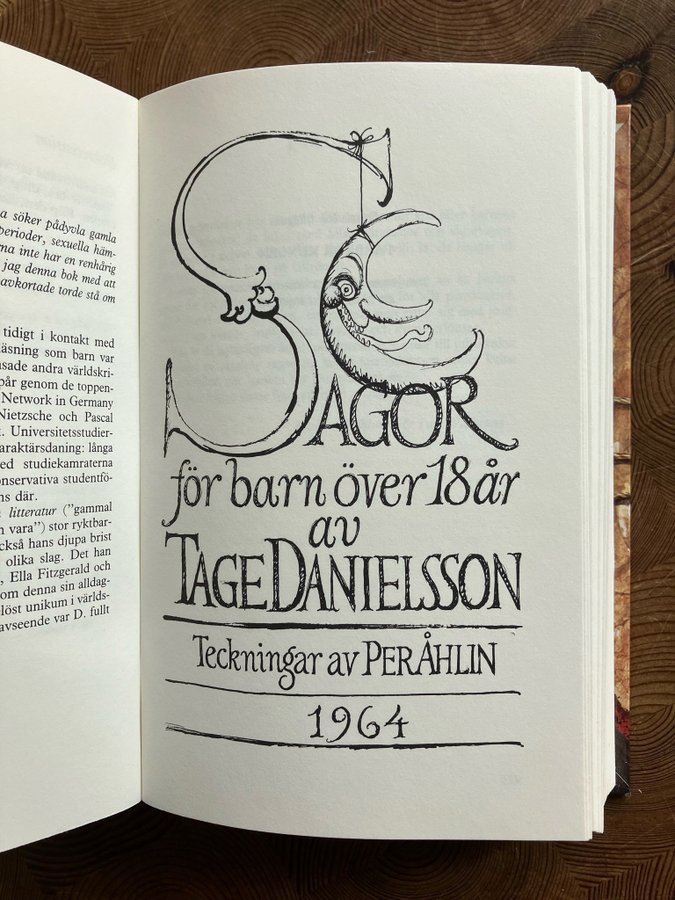 a söker pådyvla gamla
perioder, sexuella häm-
rna inte har en renhårig
jag denna bok med att
avkortade torde stå om
tidigt i kontakt med
läsning som barn var
sade andra världskri-
pår genom de toppen-
Network in Germany
Nietzsche och Pascal
t. Universitetsstudier-
araktärsdaning: långa
ed studiekamraterna
onservativa studentfö-
ns där.
litteratur ("gammal
n vara") stor ryktbar-
ckså hans djupa brist
olika slag. Det han
, Ella Fitzgerald och
om denna sin alldag-
löst unikum i världs-
avseende var D. fullt
SAGOR
för barn över 18 år
av
TAGE DANIELSSON
Teckningar av PER ÅHLIN
1964